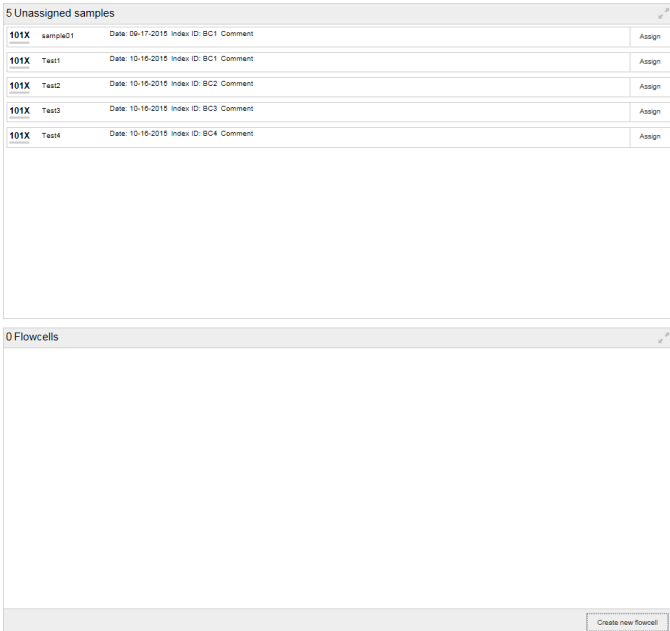 5 Unassigned samples
101X sample01 Date: 09-17-2015 Index ID: BC1 Comment Assign
101X Test1 Date: 10-16-2015 Index ID: BC1 Comment Assign
101X Test2 Date: 10-16-2015 Index ID: BC2 Comment Assign
101X Test3 Date: 10-16-2015 Index ID: BC3 Comment Assign
101X Test4 Date: 10-16-2015 Index ID: BC4 Comment Assign
0 Flowcells
Create new flowcell